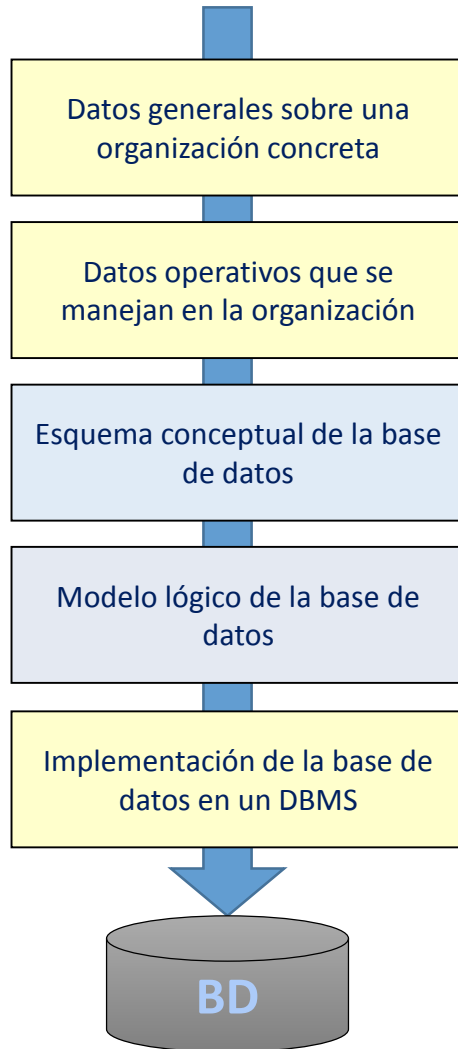 Datos generales sobre una
organización concreta
Datos operativos que se
manejan en la organización
Esquema conceptual de la base
de datos
Modelo lógico de la base de
datos
Implementación de la base de
datos en un DBMS
BD